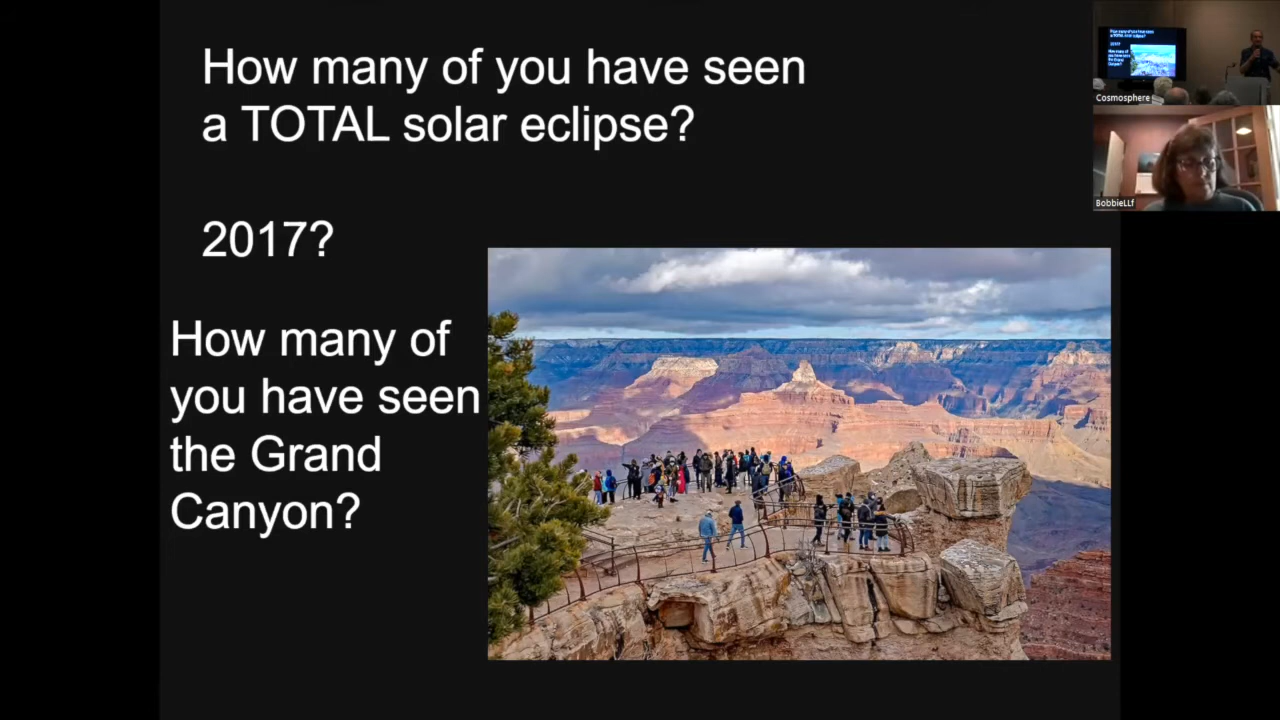 How many of you have seen
a TOTAL solar eclipse?
2017?
How many of
you have seen
the Grand
Canyon?
Cosmosphere
BobbieLLf